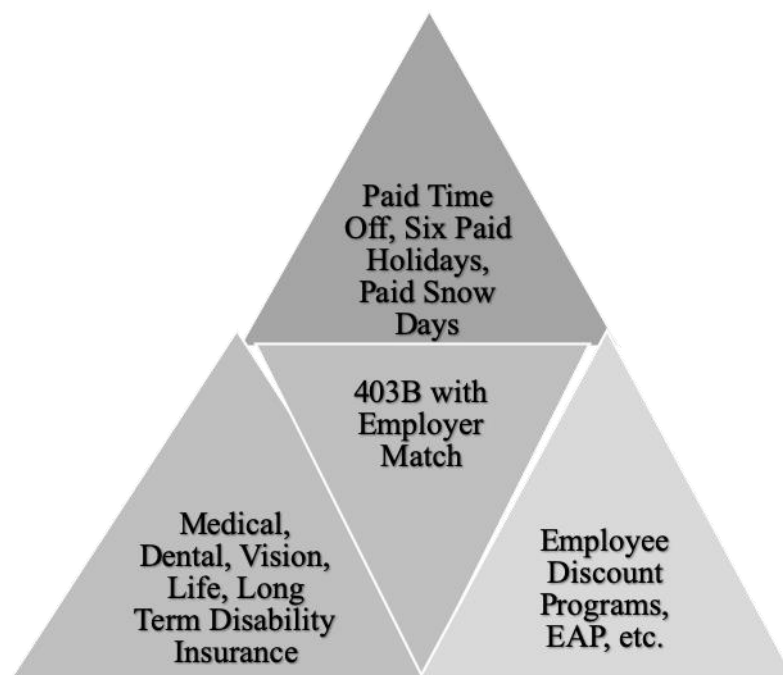 Paid Time
Off, Six Paid
Holidays,
Paid Snow
Days
403B with
Employer
Match
Medical,
Dental, Vision,
Life, Long
Term Disability
Insurance
Employee
Discount
Programs,
EAP, etc.